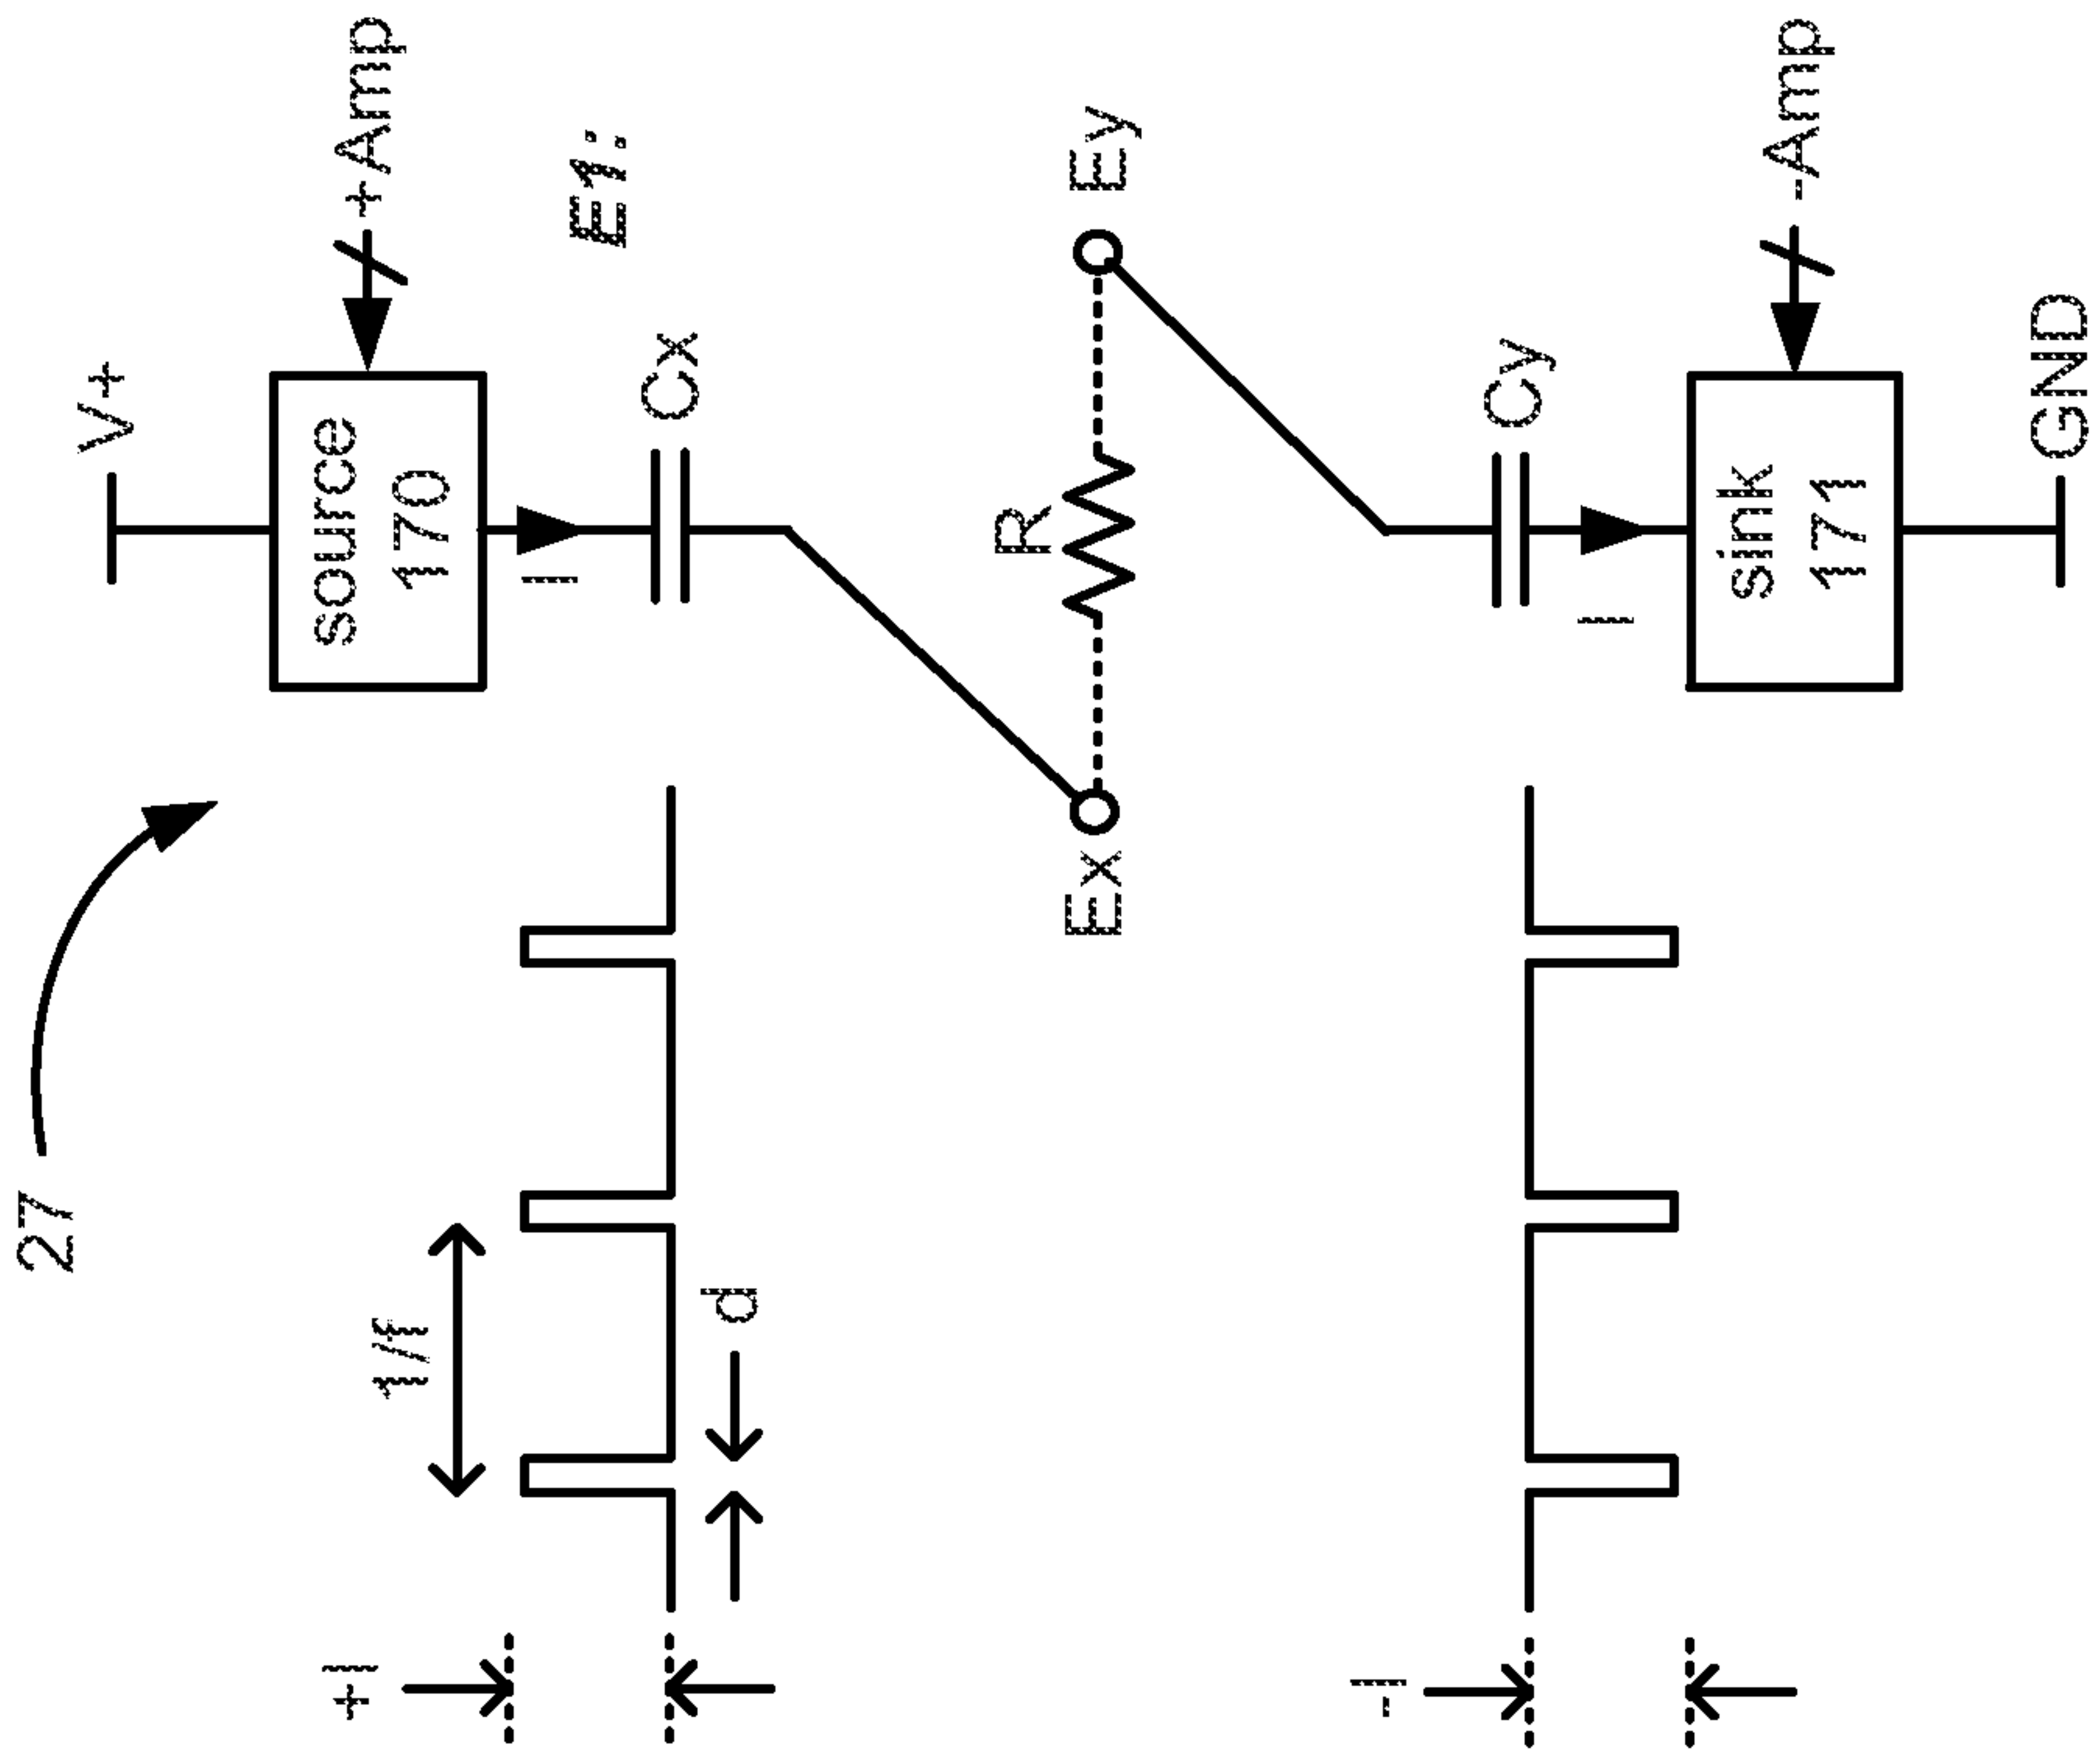 27
V+
source
170
+Amp
I
Cx
E1:
+I
1/f
d
Ex
R
Ey
Cy
I
-I
sink
171
-Amp
GND